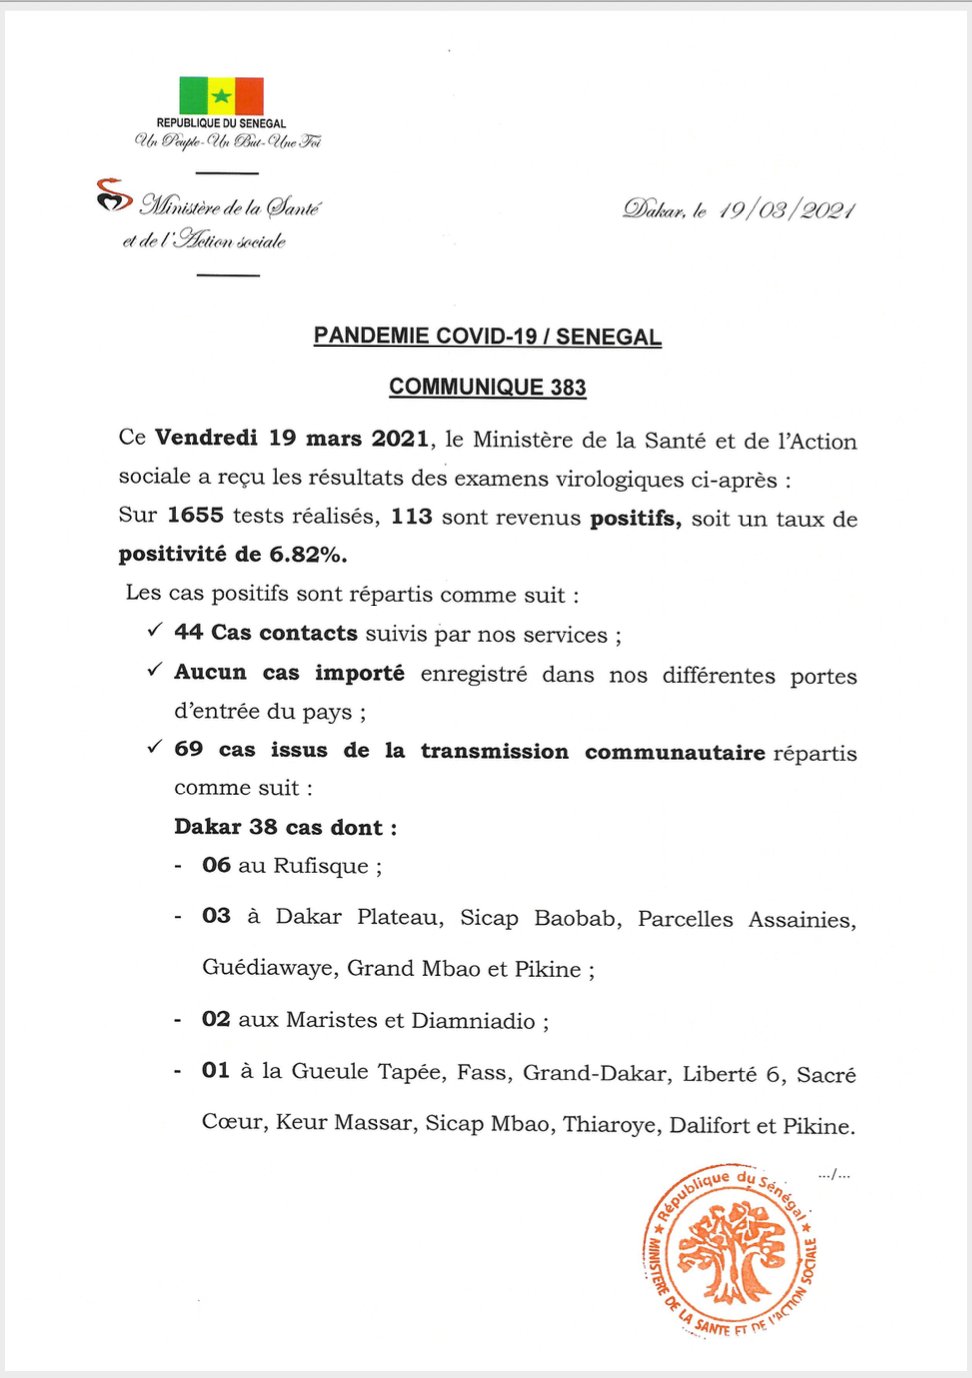 REPUBLIQUE DU SENEGAL
Un Peuple-Un But-Une Foi
Ministère de la Santé
et de l'Action sociale
Dakar, le 19/03/2021
PANDEMIE COVID-19 / SENEGAL
COMMUNIQUE 383
Ce Vendredi 19 mars 2021, le Ministère de la Santé et de l'Action
sociale a reçu les résultats des examens virologiques ci-après :
Sur 1655 tests réalisés, 113 sont revenus positifs, soit un taux de
positivité de 6.82%.
Les cas positifs sont répartis comme suit :
✓ 44 Cas contacts suivis par nos services ;
✓ Aucun cas importé enregistré dans nos différentes portes
d'entrée du pays ;
✓ 69 cas issus de la transmission communautaire répartis
comme suit :
Dakar 38 cas dont :
- 06 au Rufisque ;
- 03 à Dakar Plateau, Sicap Baobab, Parcelles Assainies,
Guédiawaye, Grand Mbao et Pikine ;
- 02 aux Maristes et Diamniadio ;
- 01 à la Gueule Tapée, Fass, Grand-Dakar, Liberté 6, Sacré
Cœur, Keur Massar, Sicap Mbao, Thiaroye, Dalifort et Pikine.
.../...
★ République du Sénégal ★
MINISTERE DE LA SANTE ET DE L'ACTION SOCIALE